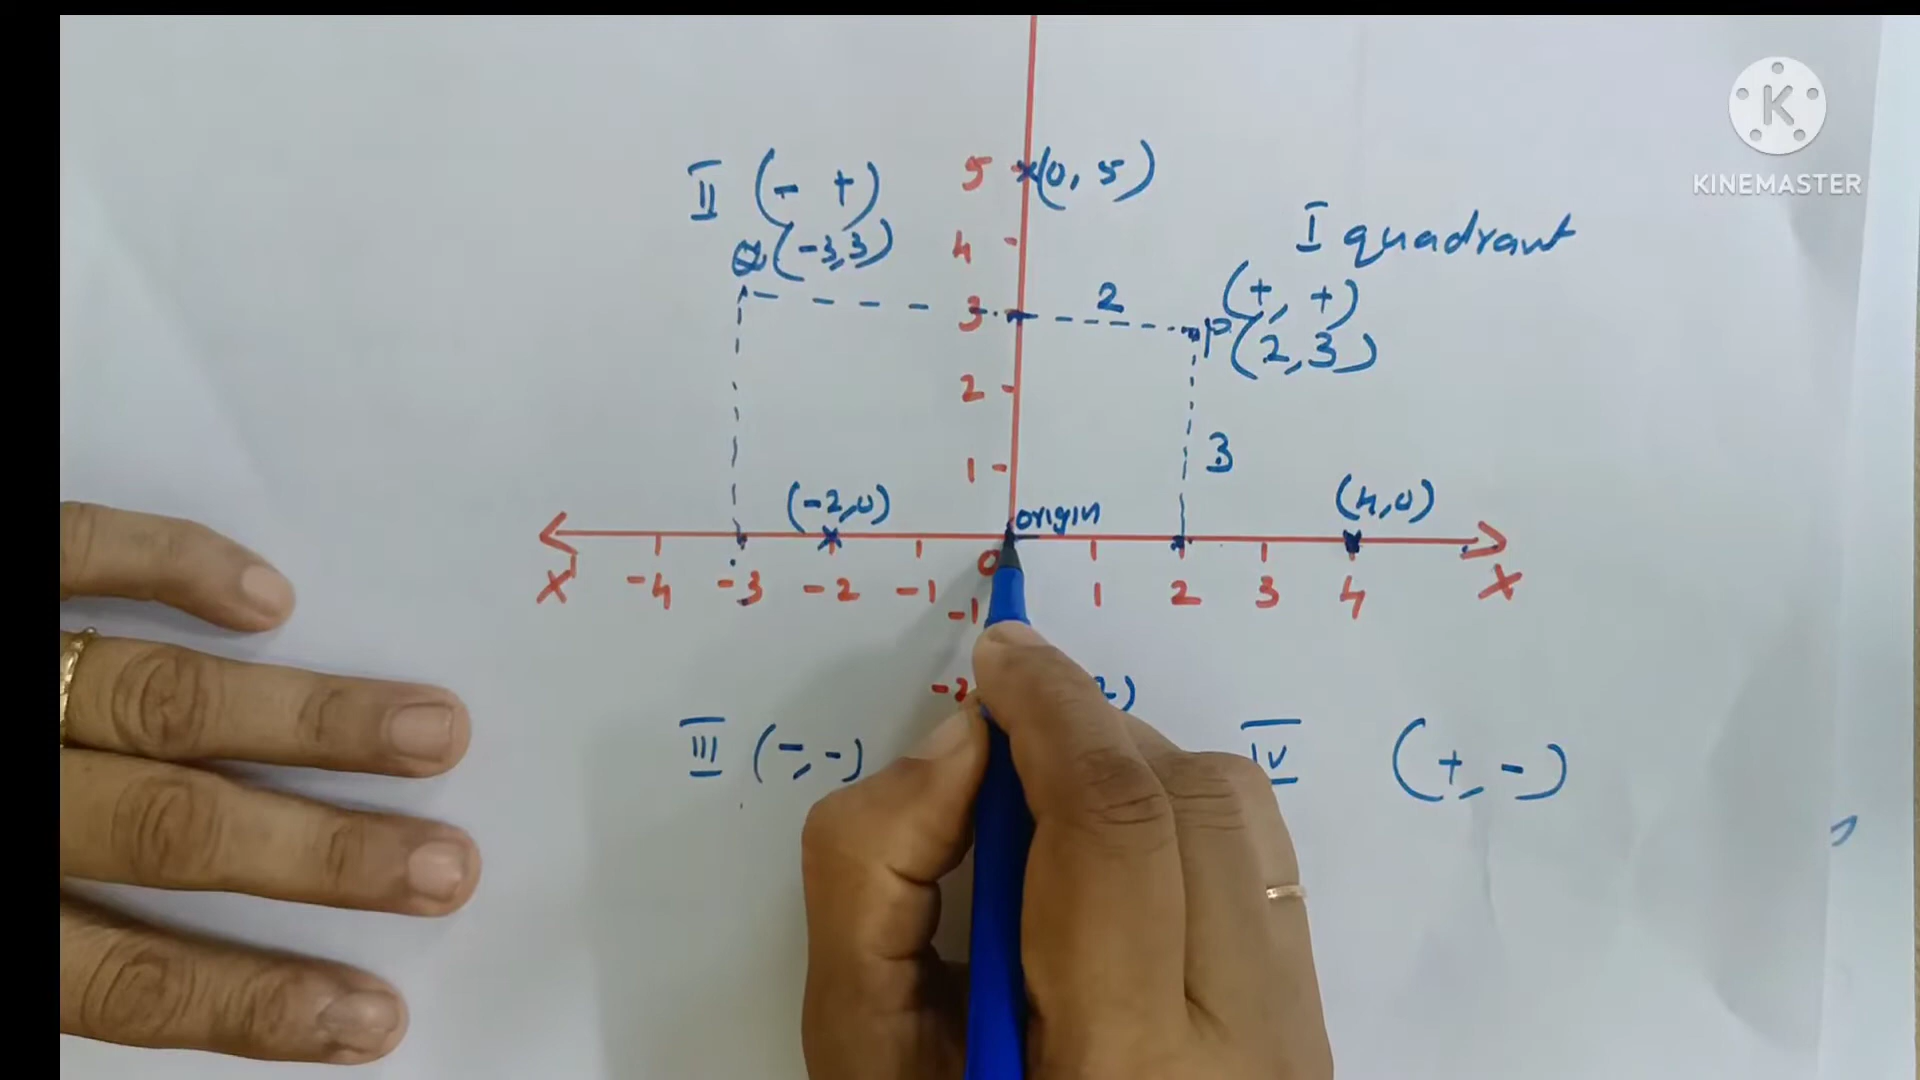 K
KINEMASTER
II (- +)
5 x(0, 5)
I quadrant
Q(-3,3)
4
(+, +)
3 2
P(2,3)
2
1
3
(-2,0)
origin
(4,0)
0
X' -4 -3 -2 -1 1 2 3 4 X
-1
-2 2)
III (-,-)
IV (+,-)